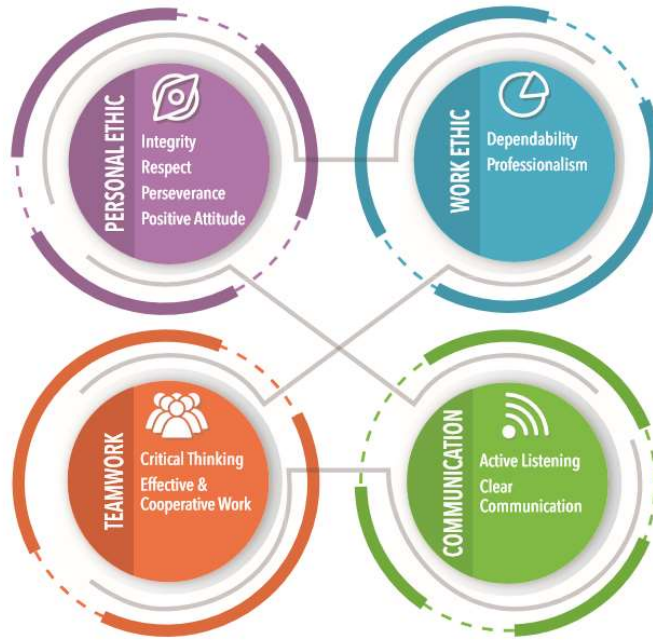 PERSONAL ETHIC
Integrity
Respect
Perseverance
Positive Attitude
WORK ETHIC
Dependability
Professionalism
TEAMWORK
Critical Thinking
Effective &
Cooperative Work
COMMUNICATION
Active Listening
Clear
Communication